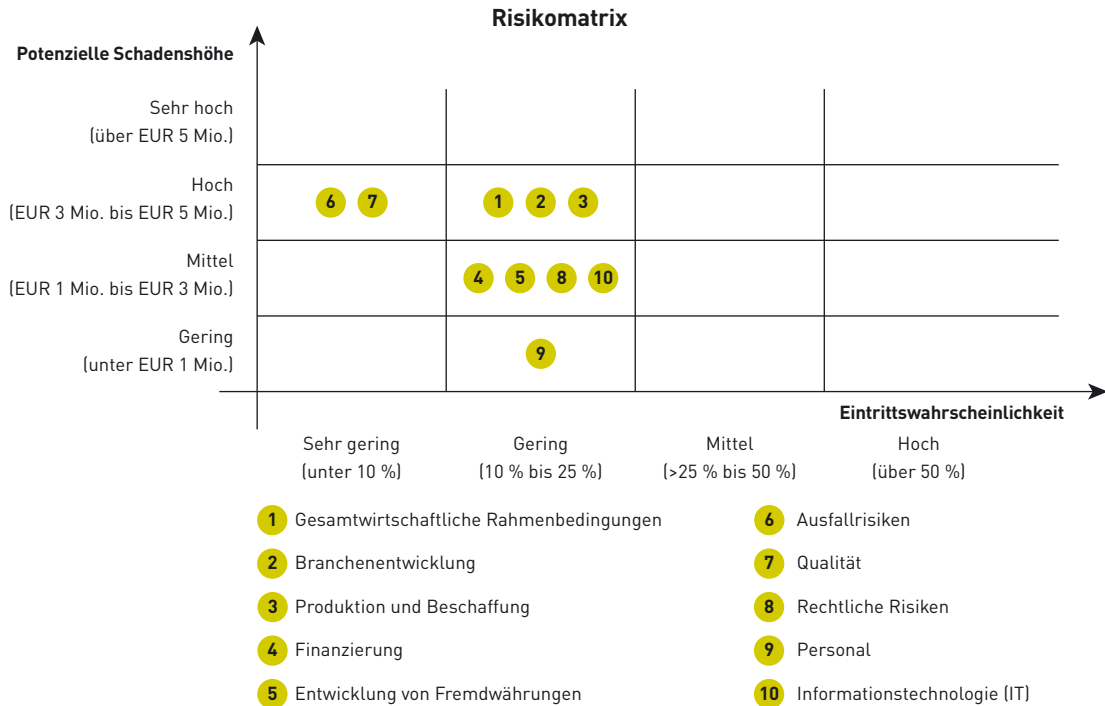 Risikomatrix
Potenzielle Schadenshöhe
Sehr hoch
(über EUR 5 Mio.)
Hoch
(EUR 3 Mio. bis EUR 5 Mio.)
6 7 1 2 3
Mittel
(EUR 1 Mio. bis EUR 3 Mio.)
4 5 8 10
Gering
(unter EUR 1 Mio.)
9
Eintrittswahrscheinlichkeit
Sehr gering
(unter 10 %)
Gering
(10 % bis 25 %)
Mittel
(>25 % bis 50 %)
Hoch
(über 50 %)
1 Gesamtwirtschaftliche Rahmenbedingungen
2 Branchenentwicklung
3 Produktion und Beschaffung
4 Finanzierung
5 Entwicklung von Fremdwährungen
6 Ausfallrisiken
7 Qualität
8 Rechtliche Risiken
9 Personal
10 Informationstechnologie (IT)